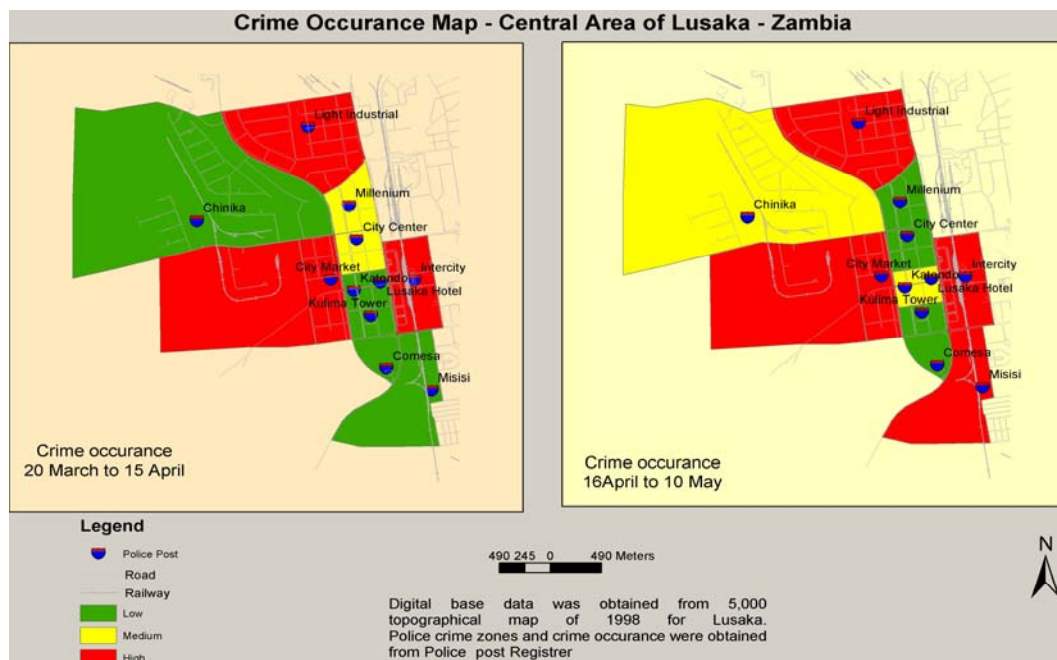 Crime Occurance Map - Central Area of Lusaka - Zambia
Light Industrial
Millenium
Chinika
City Center
City Market
Katondo
Intercity
Lusaka Hotel
Kulima Tower
Comesa
Misisi
Crime occurance
20 March to 15 April
Light Industrial
Millenium
Chinika
City Center
City Market
Katondo
Intercity
Lusaka Hotel
Kulima Tower
Comesa
Misisi
Crime occurance
16April to 10 May
Legend
Police Post
Road
Railway
Low
Medium
High
490 245 0 490 Meters
Digital base data was obtained from 5,000
topographical map of 1998 for Lusaka.
Police crime zones and crime occurance were obtained
from Police post Registrer
N